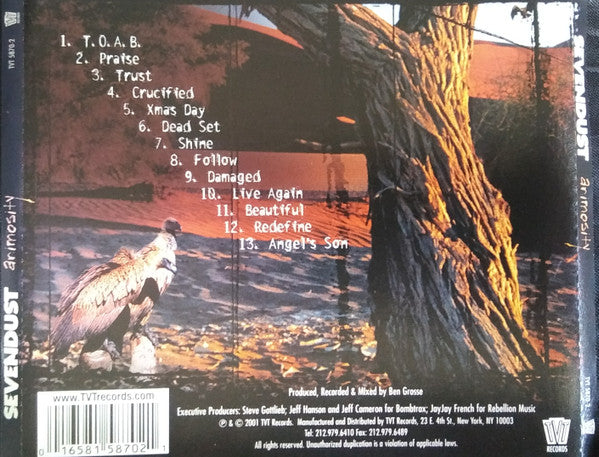 1. T.O.A.B.
2. Praise
3. Trust
4. Crucified
5. Xmas Day
6. Dead Set
7. Shine
8. Follow
9. Damaged
10. Live Again
11. Beautiful
12. Redefine
13. Angel's Son
www.TVTrecords.com
0 16581 58702 1
Produced, Recorded & Mixed by Ben Grosse
Executive Producers: Steve Gottlieb; Jeff Hanson and Jeff Cameron for Bombtrax; JayJay French for Rebellion Music
℗ & © 2001 TVT Records. Manufactured and Distributed by TVT Records, 23 E. 4th St, New York, NY 10003
Tel: 212.979.6410 Fax: 212.979.6489
All rights reserved. Unauthorized duplication is a violation of applicable laws.
TVT
RECORDS
SEVENDUST animosity
TVT 5870 2
TVT
SEVENDUST animosity